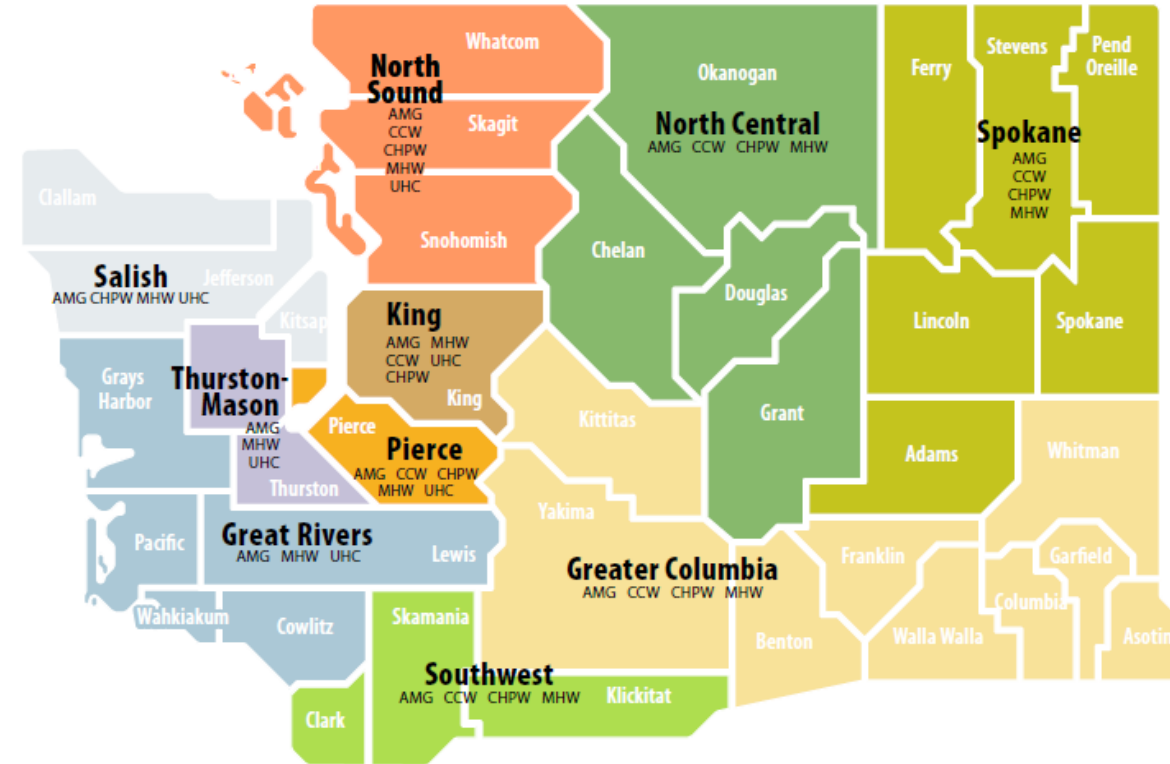 Whatcom
North
Sound
AMG
CCW
CHPW
MHW
UHC
Skagit
Snohomish
Okanogan
North Central
AMG CCW CHPW MHW
Chelan
Douglas
Grant
Ferry
Stevens
Pend
Oreille
Spokane
AMG
CCW
CHPW
MHW
Lincoln
Spokane
Adams
Clallam
Salish
Jefferson
AMG CHPW MHW UHC
Kitsap
King
AMG MHW
CCW UHC
CHPW
King
Grays
Harbor
Thurston-
Mason
AMG
MHW
UHC
Thurston
Pierce
Pierce
AMG CCW CHPW
MHW UHC
Kittitas
Whitman
Yakima
Pacific
Great Rivers
AMG MHW UHC
Lewis
Greater Columbia
AMG CCW CHPW MHW
Franklin
Garfield
Columbia
Wahkiakum
Cowlitz
Skamania
Benton
Walla Walla
Asotin
Southwest
AMG CCW CHPW MHW
Klickitat
Clark